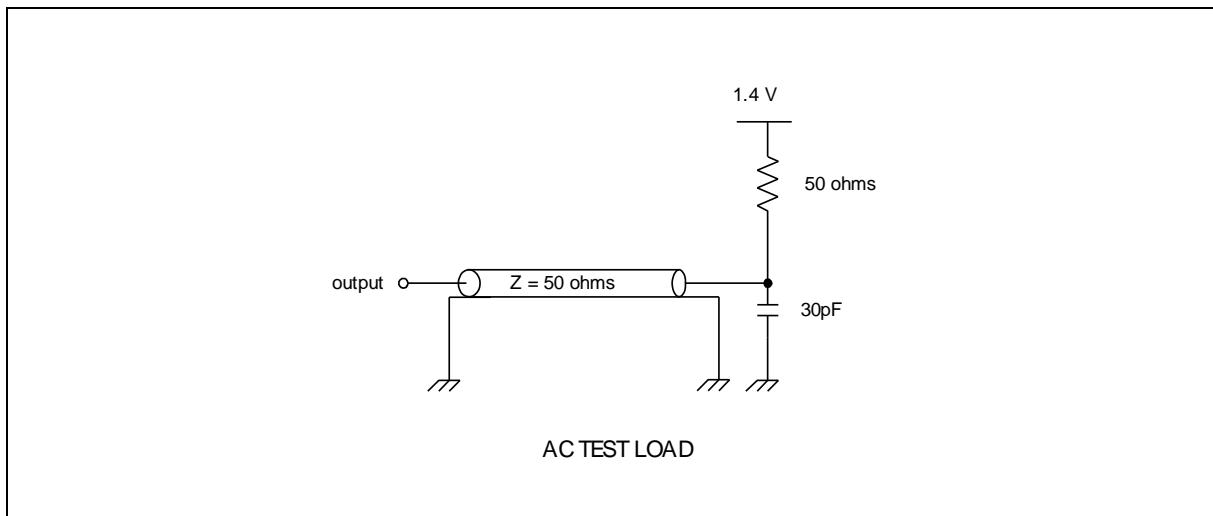 1.4 V
50 ohms
output
Z = 50 ohms
30pF
AC TEST LOAD